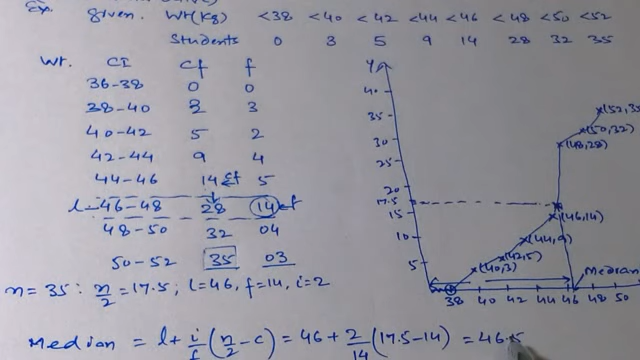 Ex.
given. Wt(Kg) <38 <40 <42 <44 <46 <48 <50 <52
Students 0 3 5 9 14 28 32 35
Wt. CI Cf f
36-38 0 0
38-40 3 3
40-42 5 2
42-44 9 4
44-46 14 ← cf 5
l- 46-48 28 14 ← f
48-50 32 04
50-52 35 03
n=35: n/2=17.5; l=46, f=14, i=2
Median = l+ i/f (n/2 - c) = 46 + 2/14 (17.5-14) = 46.5
Y
40
35
30
25
20
17.5
15
10
5
38 40 42 44 46 48 50
(40,3)
(42,5)
(44,9)
(46,14)
(48,28)
(50,32)
(52,35
Median